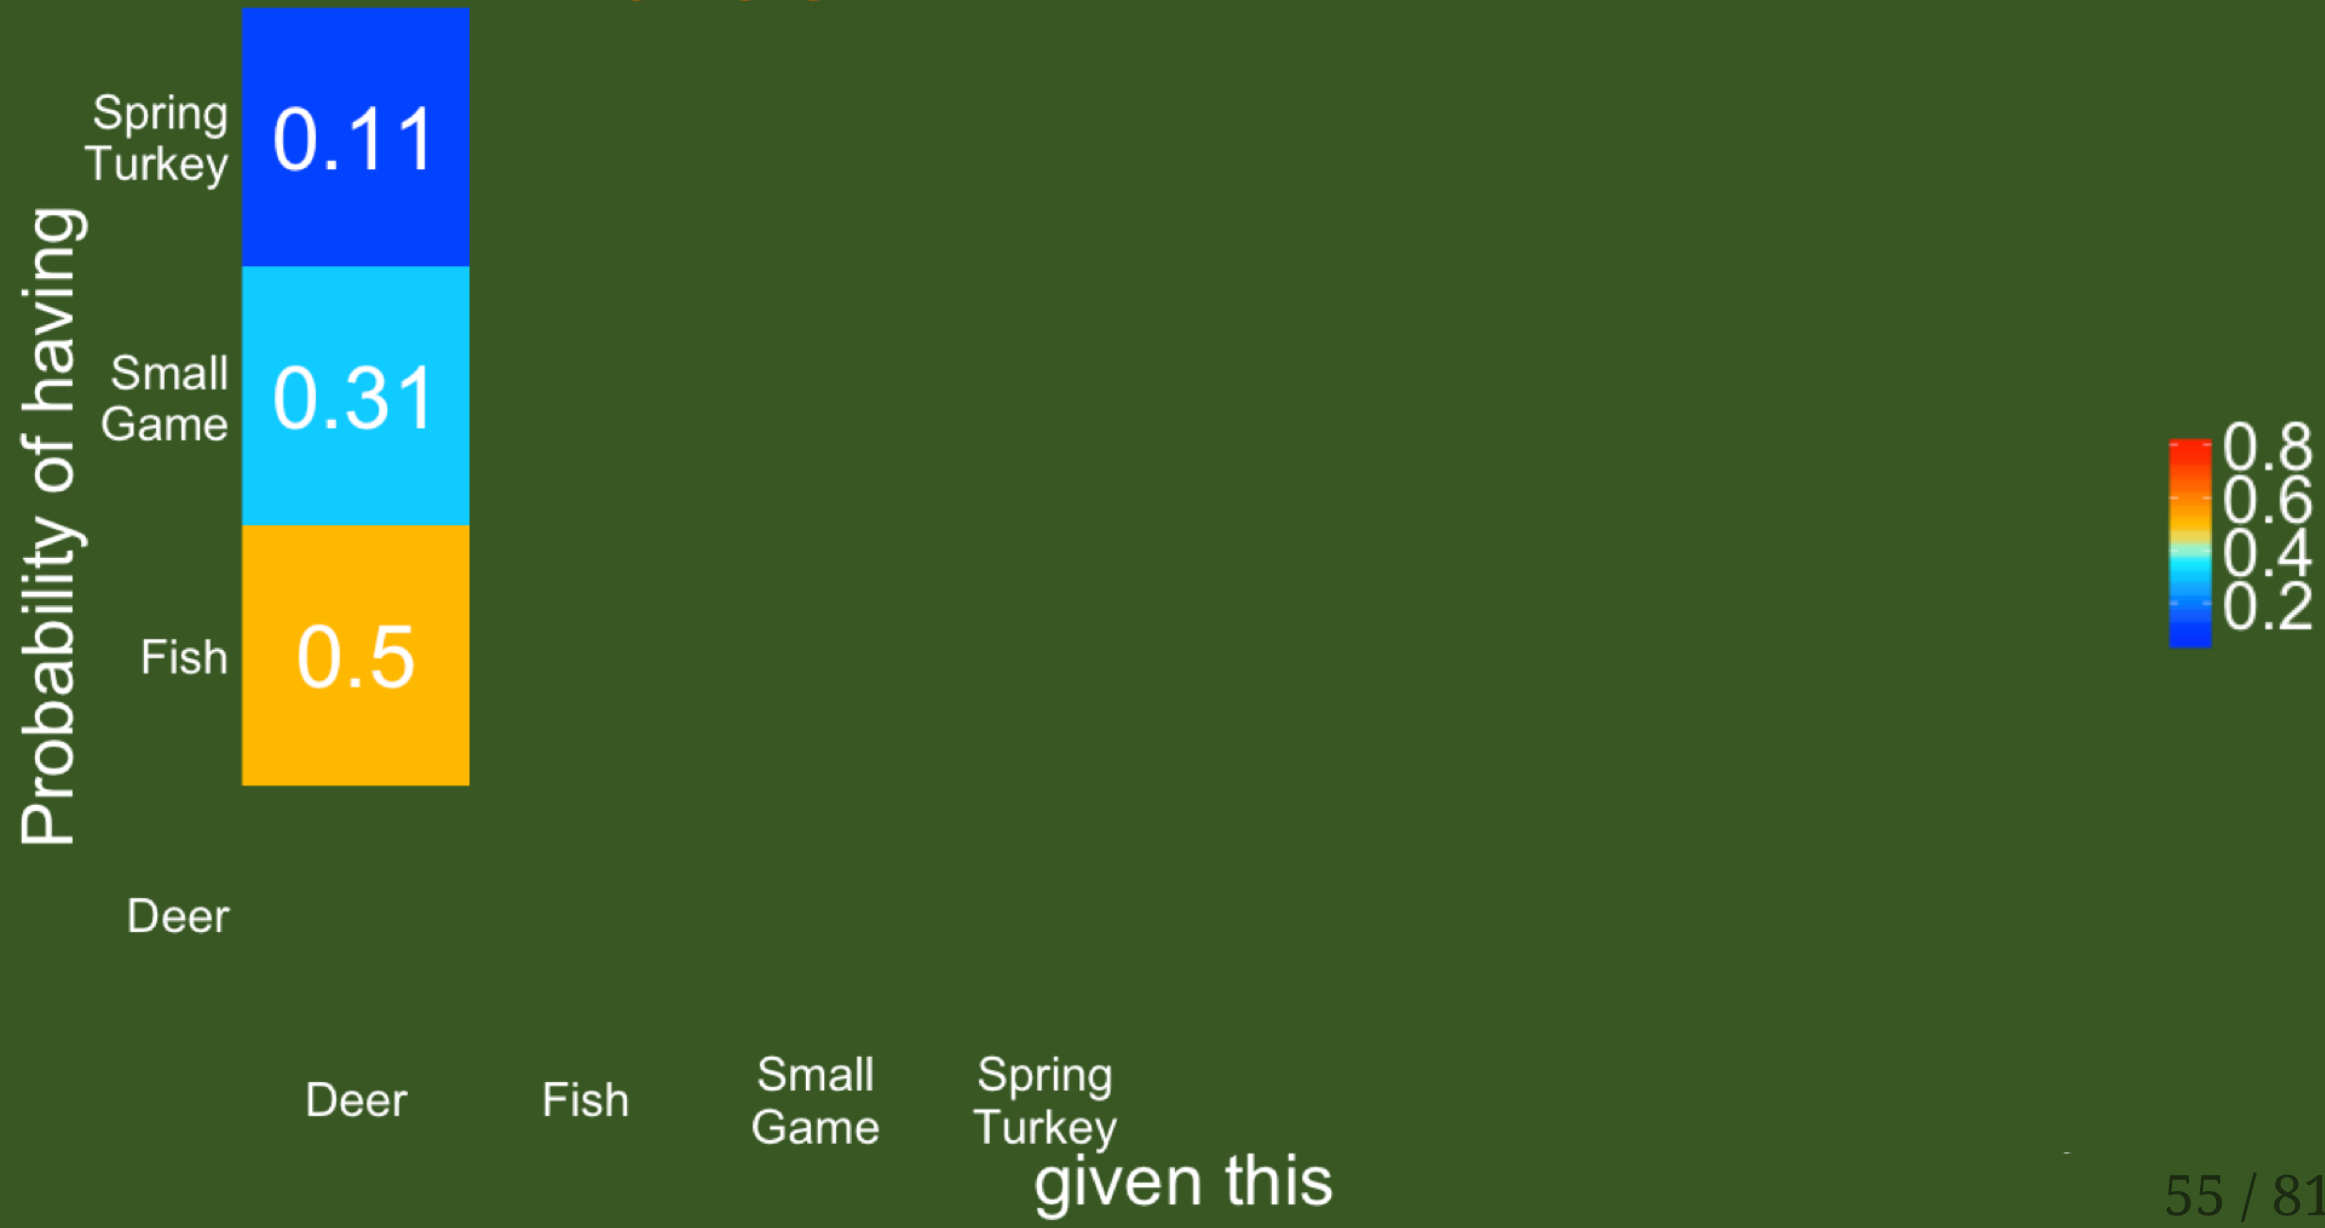 Probability of having
Spring
Turkey
0.11
Small
Game
0.31
Fish
0.5
Deer
0.8
0.6
0.4
0.2
Deer
Fish
Small
Game
Spring
Turkey
given this
55 / 81